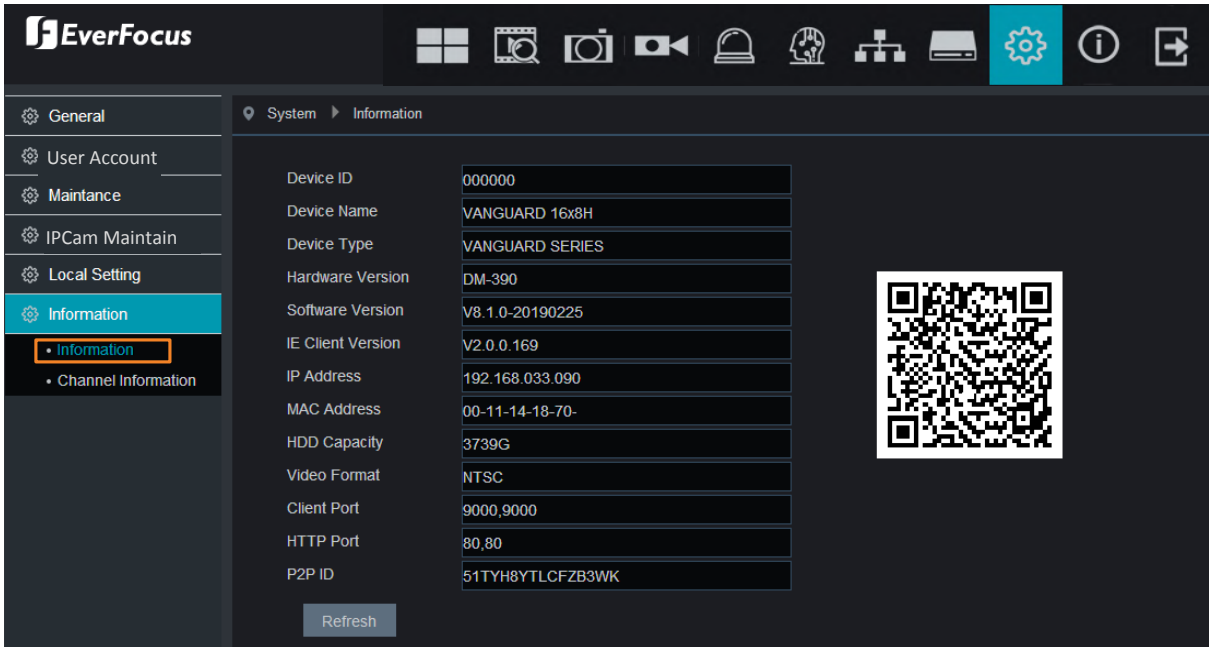 EverFocus
General
User Account
Maintance
IPCam Maintain
Local Setting
Information
• Information
• Channel Information
System Information
Device ID 000000
Device Name VANGUARD 16x8H
Device Type VANGUARD SERIES
Hardware Version DM-390
Software Version V8.1.0-20190225
IE Client Version V2.0.0.169
IP Address 192.168.033.090
MAC Address 00-11-14-18-70-
HDD Capacity 3739G
Video Format NTSC
Client Port 9000,9000
HTTP Port 80,80
P2P ID 51TYH8YTLCFZB3WK
Refresh